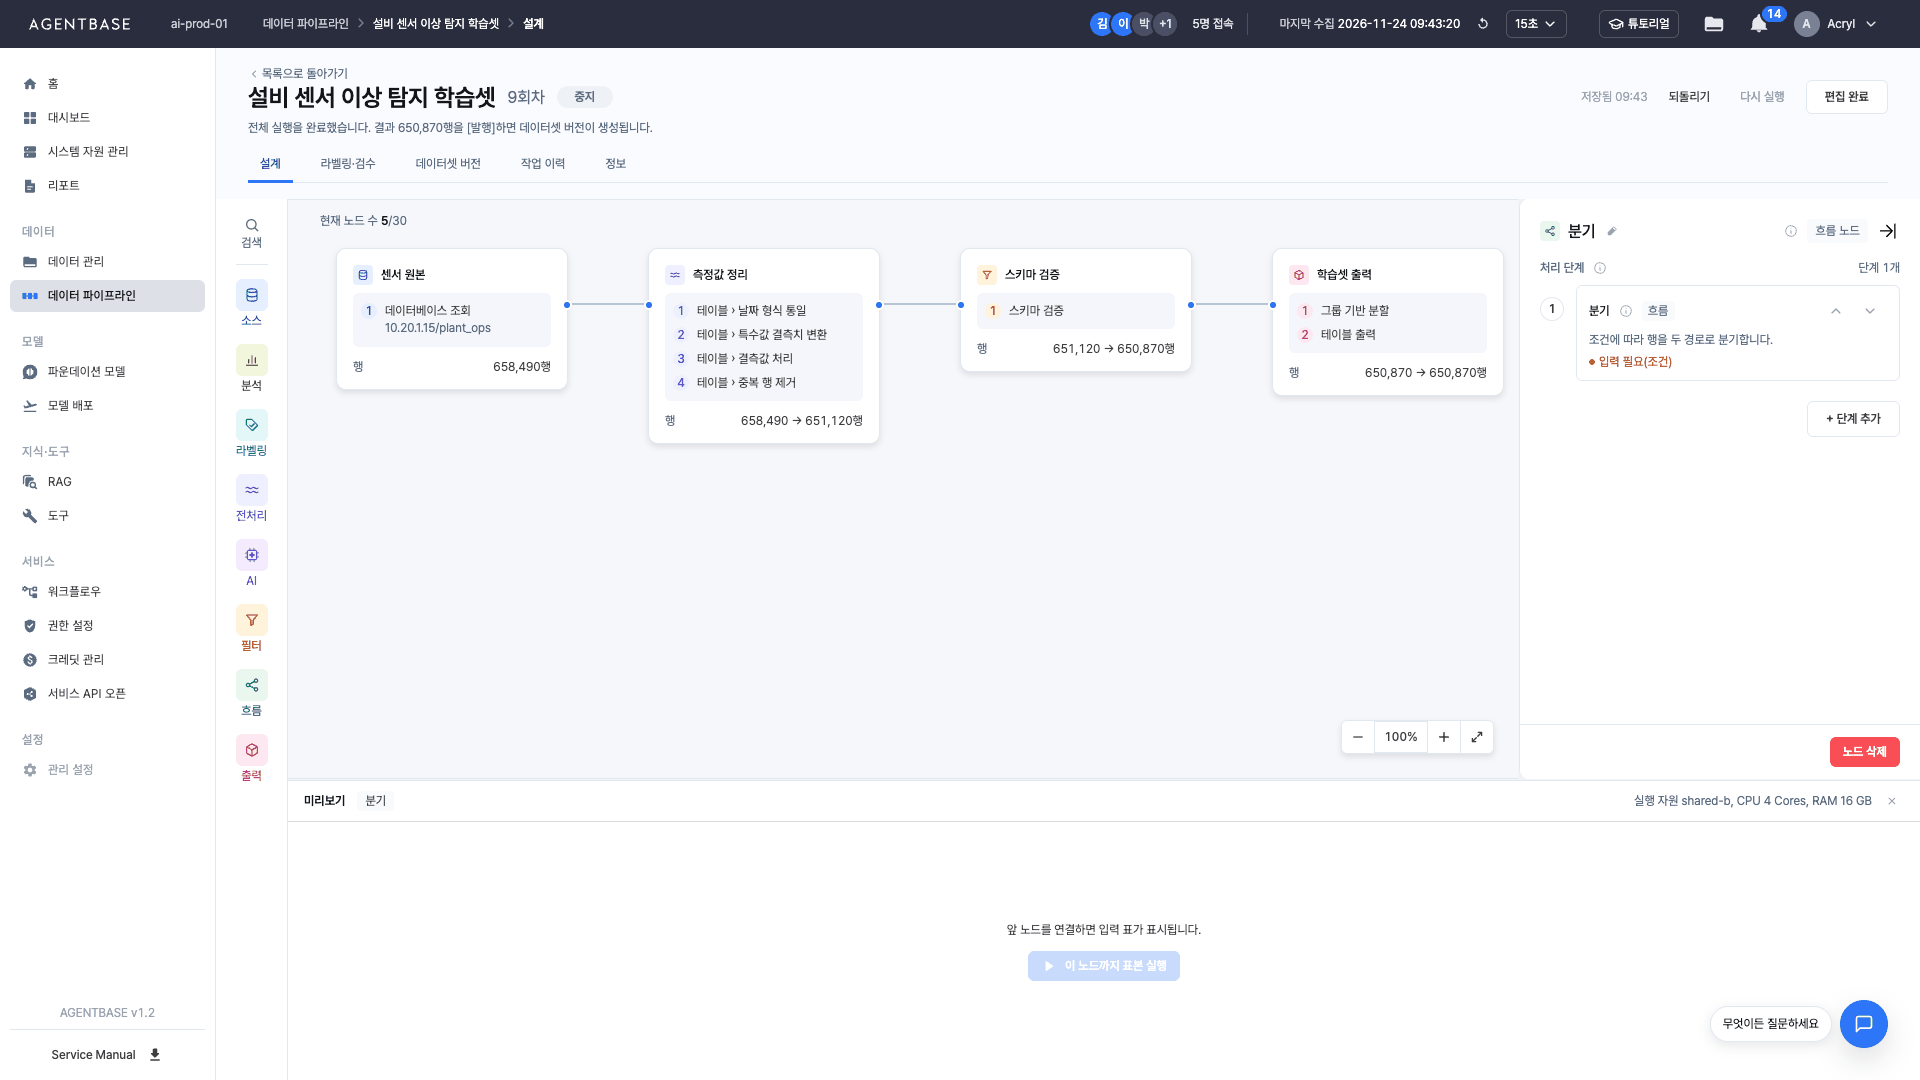 AGENTBASE
ai-prod-01
데이터 파이프라인 > 설비 센서 이상 탐지 학습셋 > 설계
김 이 박 +1 5명 접속
마지막 수집 2026-11-24 09:43:20
15초
튜토리얼
14
A Acryl
홈
대시보드
시스템 자원 관리
리포트
데이터
데이터 관리
데이터 파이프라인
모델
파운데이션 모델
모델 배포
지식·도구
RAG
도구
서비스
워크플로우
권한 설정
크레딧 관리
서비스 API 오픈
설정
관리 설정
AGENTBASE v1.2
Service Manual
목록으로 돌아가기
설비 센서 이상 탐지 학습셋 9회차 중지
전체 실행을 완료했습니다. 결과 650,870행을 [발행]하면 데이터셋 버전이 생성됩니다.
저장됨 09:43 되돌리기 다시 실행 편집 완료
설계 라벨링·검수 데이터셋 버전 작업 이력 정보
검색
소스
분석
라벨링
전처리
AI
필터
흐름
출력
현재 노드 수 5/30
센서 원본
1 데이터베이스 조회
10.20.1.15/plant_ops
행 658,490행
측정값 정리
1 테이블 › 날짜 형식 통일
2 테이블 › 특수값 결측치 변환
3 테이블 › 결측값 처리
4 테이블 › 중복 행 제거
행 658,490 → 651,120행
스키마 검증
1 스키마 검증
행 651,120 → 650,870행
학습셋 출력
1 그룹 기반 분할
2 테이블 출력
행 650,870 → 650,870행
100%
분기
흐름 노드
처리 단계 단계 1개
1 분기 흐름
조건에 따라 행을 두 경로로 분기합니다.
입력 필요(조건)
+ 단계 추가
노드 삭제
미리보기 분기
실행 자원 shared-b, CPU 4 Cores, RAM 16 GB
앞 노드를 연결하면 입력 표가 표시됩니다.
이 노드까지 표본 실행
무엇이든 질문하세요